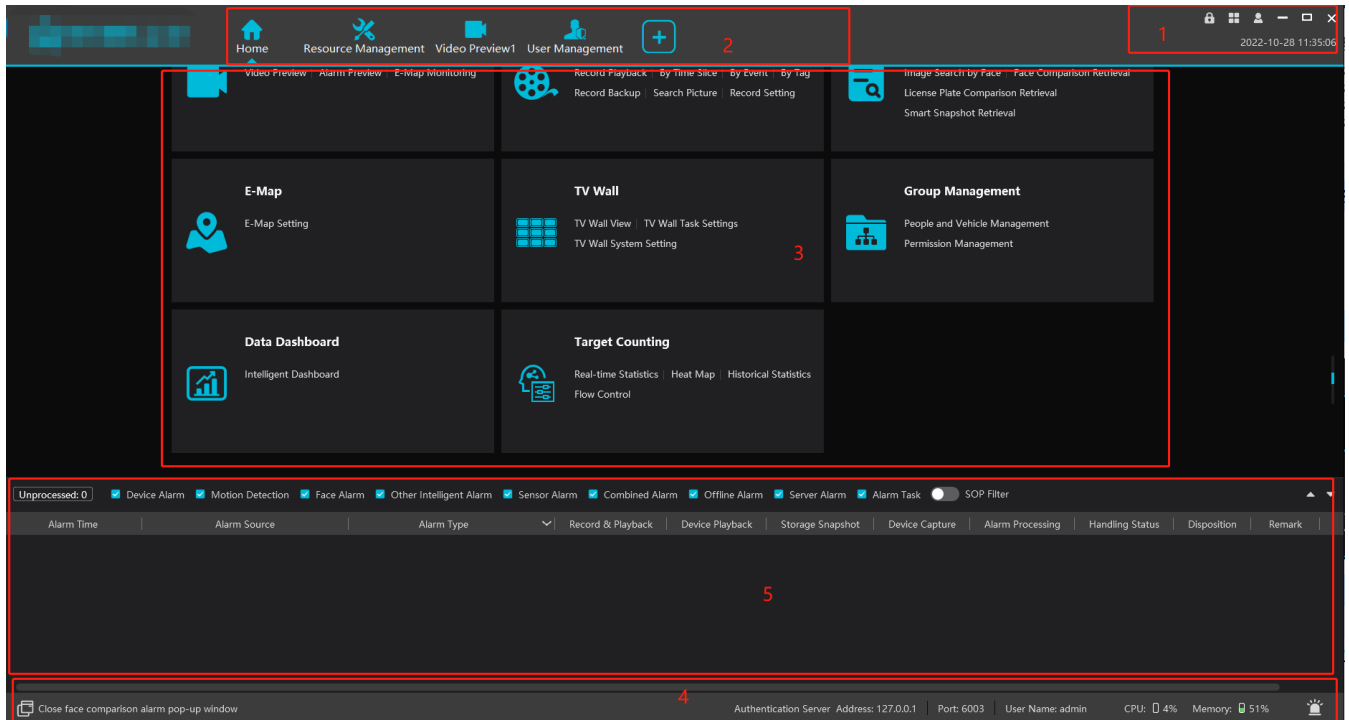 1
2022-10-28 11:35:06
Home Resource Management Video Preview1 User Management + 2
Video Preview | Alarm Preview | E-Map Monitoring
Record Playback | By Time Slice | By Event | By Tag
Record Backup | Search Picture | Record Setting
Image Search by Face | Face Comparison Retrieval
License Plate Comparison Retrieval
Smart Snapshot Retrieval
E-Map
E-Map Setting
TV Wall
TV Wall View | TV Wall Task Settings
TV Wall System Setting
3
Group Management
People and Vehicle Management
Permission Management
Data Dashboard
Intelligent Dashboard
Target Counting
Real-time Statistics | Heat Map | Historical Statistics
Flow Control
Unprocessed: 0 Device Alarm Motion Detection Face Alarm Other Intelligent Alarm Sensor Alarm Combined Alarm Offline Alarm Server Alarm Alarm Task SOP Filter
Alarm Time | Alarm Source | Alarm Type | Record & Playback | Device Playback | Storage Snapshot | Device Capture | Alarm Processing | Handling Status | Disposition | Remark |
5
4
Close face comparison alarm pop-up window Authentication Server Address: 127.0.0.1 | Port: 6003 | User Name: admin CPU: 4% Memory: 51%